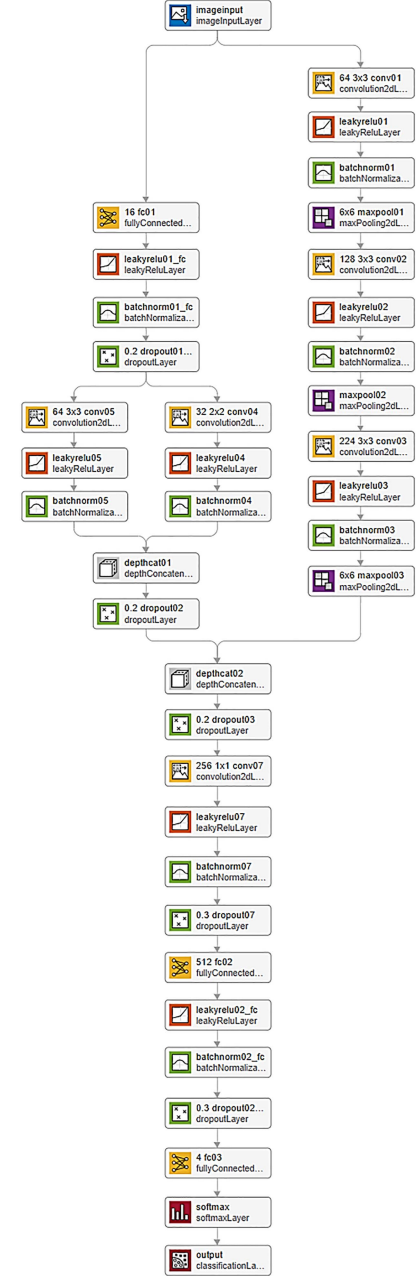 imageinput
imageInputLayer
64 3x3 conv01
convolution2dL...
leakyrelu01
leakyReluLayer
batchnorm01
batchNormaliza...
6x6 maxpool01
maxPooling2dL...
128 3x3 conv02
convolution2dL...
leakyrelu02
leakyReluLayer
batchnorm02
batchNormaliza...
maxpool02
maxPooling2dL...
224 3x3 conv03
convolution2dL...
leakyrelu03
leakyReluLayer
batchnorm03
batchNormaliza...
6x6 maxpool03
maxPooling2dL...
16 fc01
fullyConnected...
leakyrelu01_fc
leakyReluLayer
batchnorm01_fc
batchNormaliza...
0.2 dropout01...
dropoutLayer
64 3x3 conv05
convolution2dL...
leakyrelu05
leakyReluLayer
batchnorm05
batchNormaliza...
32 2x2 conv04
convolution2dL...
leakyrelu04
leakyReluLayer
batchnorm04
batchNormaliza...
depthcat01
depthConcaten...
0.2 dropout02
dropoutLayer
depthcat02
depthConcaten...
0.2 dropout03
dropoutLayer
256 1x1 conv07
convolution2dL...
leakyrelu07
leakyReluLayer
batchnorm07
batchNormaliza...
0.3 dropout07
dropoutLayer
512 fc02
fullyConnected...
leakyrelu02_fc
leakyReluLayer
batchnorm02_fc
batchNormaliza...
0.3 dropout02...
dropoutLayer
4 fc03
fullyConnected...
softmax
softmaxLayer
output
classificationLa...